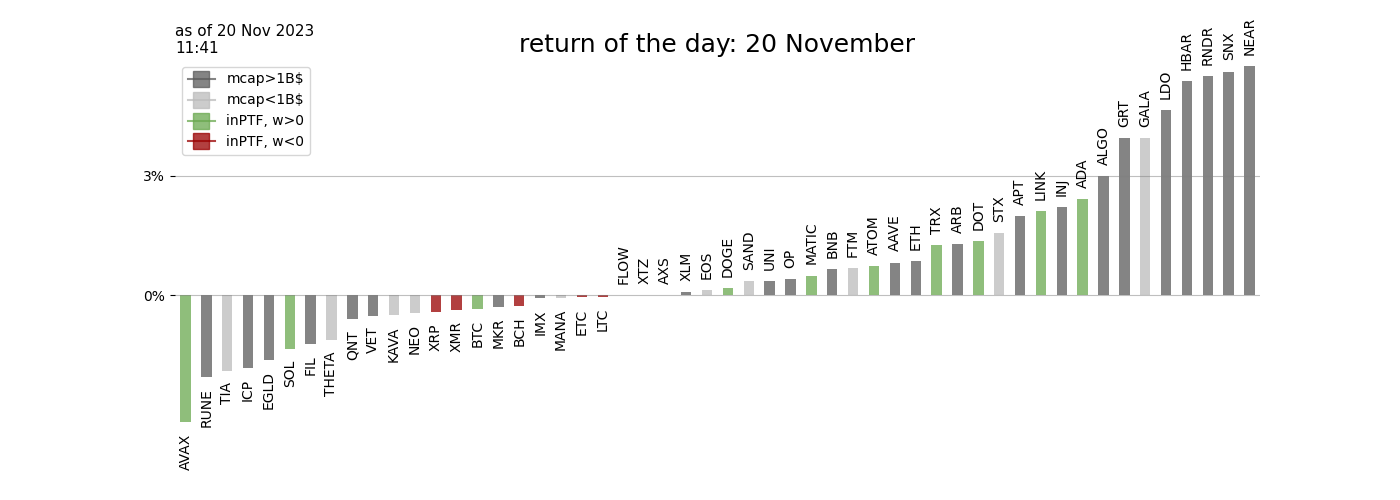 as of 20 Nov 2023
11:41
return of the day: 20 November
mcap>1B$
mcap<1B$
inPTF, w>0
inPTF, w<0
3%
0%
AVAX
RUNE
TIA
ICP
EGLD
SOL
FIL
THETA
QNT
VET
KAVA
NEO
XRP
XMR
BTC
MKR
BCH
IMX
MANA
ETC
LTC
FLOW
XTZ
AXS
XLM
EOS
DOGE
SAND
UNI
OP
MATIC
BNB
FTM
ATOM
AAVE
ETH
TRX
ARB
DOT
STX
APT
LINK
INJ
ADA
ALGO
GRT
GALA
LDO
HBAR
RNDR
SNX
NEAR